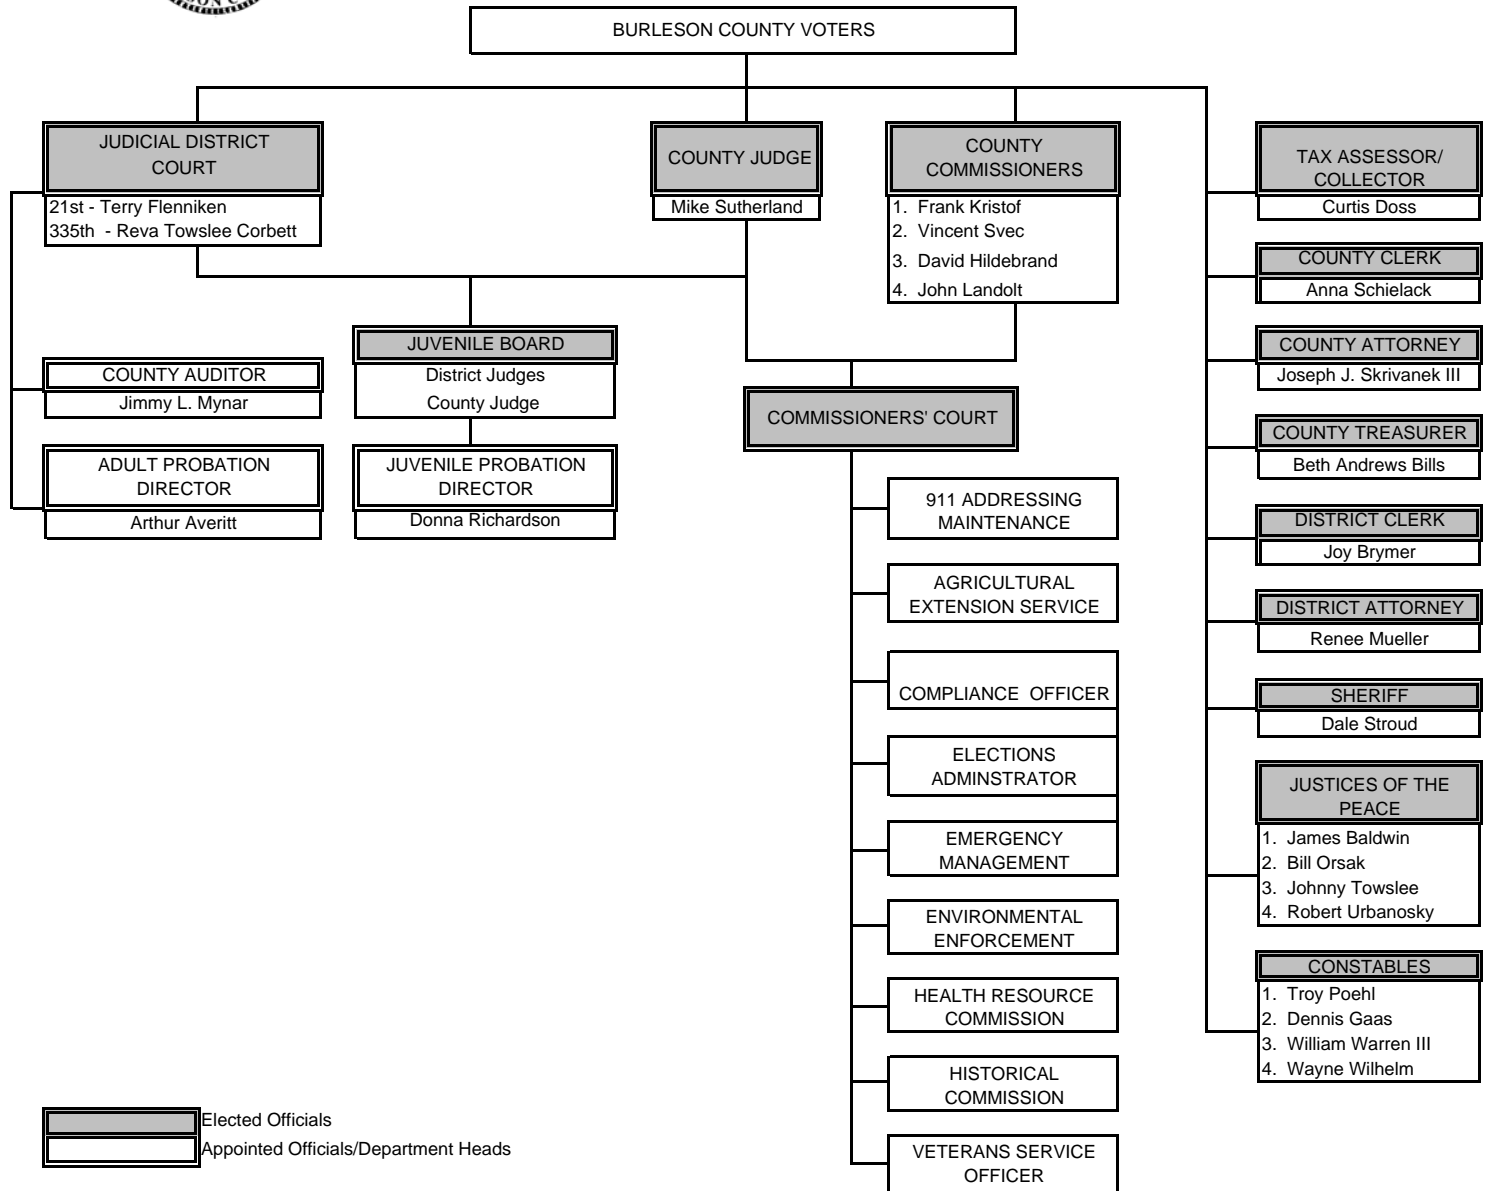 BURLESON COUNTY VOTERS
JUDICIAL DISTRICT
COURT
21st - Terry Flenniken
335th - Reva Towslee Corbett
COUNTY JUDGE
Mike Sutherland
COUNTY
COMMISSIONERS
1. Frank Kristof
2. Vincent Svec
3. David Hildebrand
4. John Landolt
TAX ASSESSOR/
COLLECTOR
Curtis Doss
COUNTY CLERK
Anna Schielack
COUNTY ATTORNEY
Joseph J. Skrivanek III
COUNTY TREASURER
Beth Andrews Bills
DISTRICT CLERK
Joy Brymer
DISTRICT ATTORNEY
Renee Mueller
SHERIFF
Dale Stroud
JUSTICES OF THE
PEACE
1. James Baldwin
2. Bill Orsak
3. Johnny Towslee
4. Robert Urbanosky
CONSTABLES
1. Troy Poehl
2. Dennis Gaas
3. William Warren III
4. Wayne Wilhelm
COUNTY AUDITOR
Jimmy L. Mynar
ADULT PROBATION
DIRECTOR
Arthur Averitt
JUVENILE BOARD
District Judges
County Judge
JUVENILE PROBATION
DIRECTOR
Donna Richardson
COMMISSIONERS' COURT
911 ADDRESSING
MAINTENANCE
AGRICULTURAL
EXTENSION SERVICE
COMPLIANCE OFFICER
ELECTIONS
ADMINSTRATOR
EMERGENCY
MANAGEMENT
ENVIRONMENTAL
ENFORCEMENT
HEALTH RESOURCE
COMMISSION
HISTORICAL
COMMISSION
VETERANS SERVICE
OFFICER
Elected Officials
Appointed Officials/Department Heads